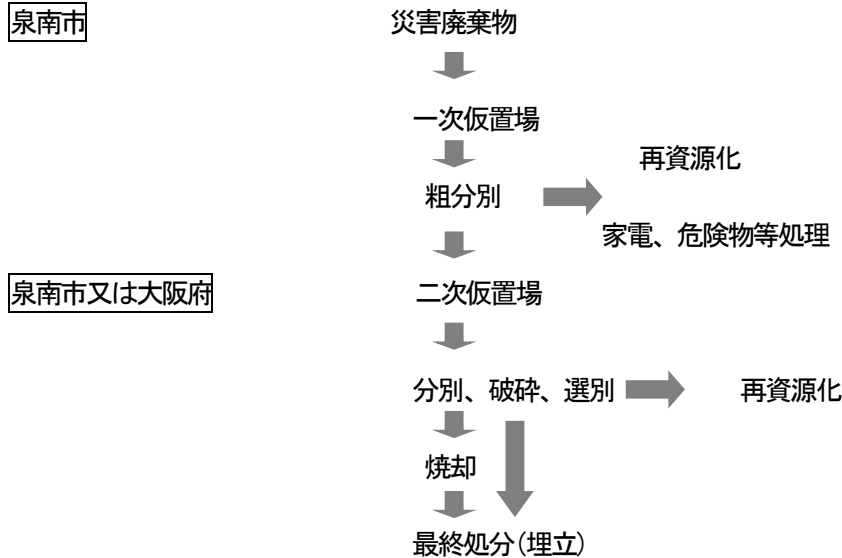 泉南市
災害廃棄物
一次仮置場
再資源化
粗分別
家電、危険物等処理
泉南市又は大阪府
二次仮置場
分別、破砕、選別
再資源化
焼却
最終処分(埋立)